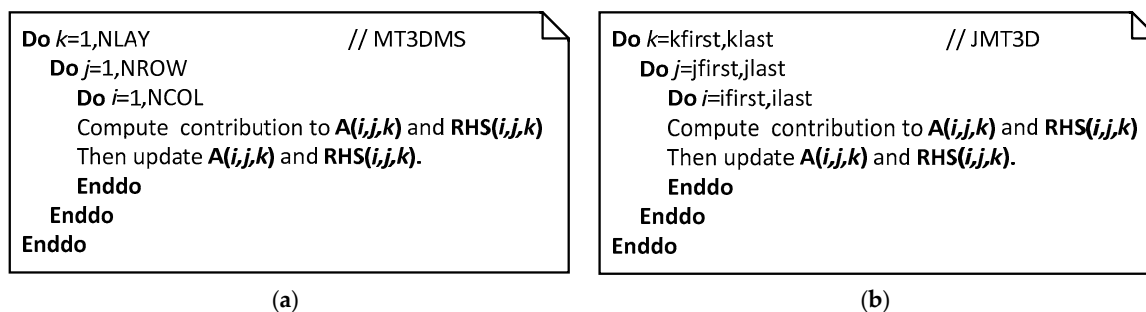 Do k=1,NLAY // MT3DMS
Do j=1,NROW
Do i=1,NCOL
Compute contribution to A(i,j,k) and RHS(i,j,k)
Then update A(i,j,k) and RHS(i,j,k).
Enddo
Enddo
Enddo
(a)
Do k=kfirst,klast // JMT3D
Do j=jfirst,jlast
Do i=ifirst,ilast
Compute contribution to A(i,j,k) and RHS(i,j,k)
Then update A(i,j,k) and RHS(i,j,k).
Enddo
Enddo
Enddo
(b)